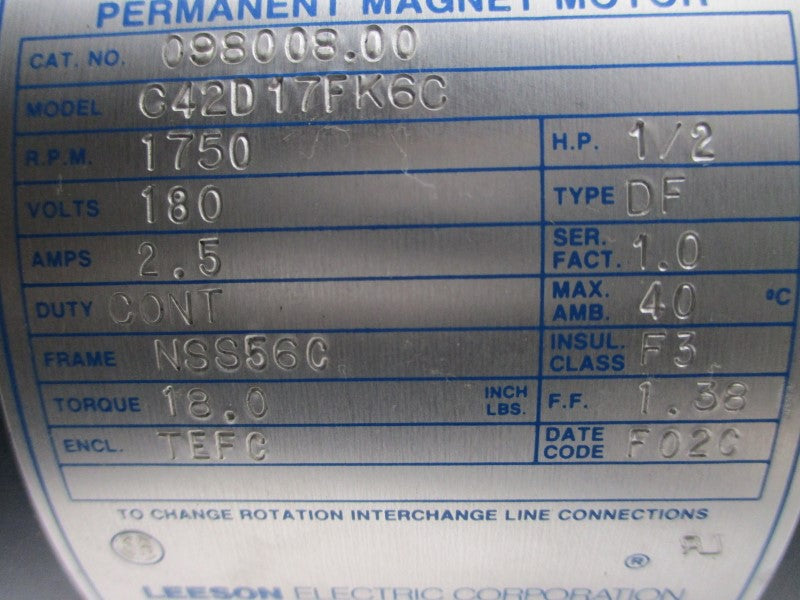 PERMANENT MAGNET MOTOR
CAT. NO. 098008.00
MODEL C42D17FK6C
R.P.M. 1750 H.P. 1/2
VOLTS 180 TYPE DF
AMPS 2.5 SER. FACT. 1.0
DUTY CONT MAX. AMB. 40 °C
FRAME NSS56C INSUL. CLASS F3
TORQUE 18.0 INCH LBS. F.F. 1.38
ENCL. TEFC DATE CODE F02C
TO CHANGE ROTATION INTERCHANGE LINE CONNECTIONS
®
LEESON ELECTRIC CORPORATION